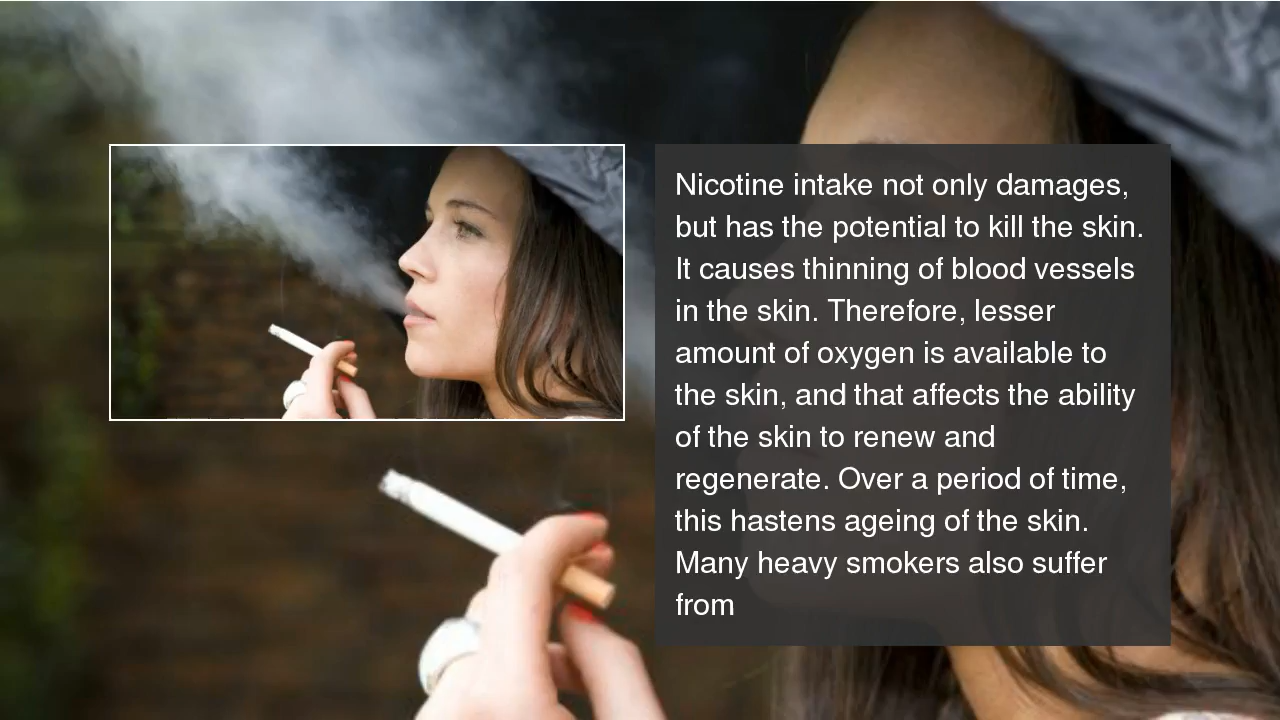 Nicotine intake not only damages,
but has the potential to kill the skin.
It causes thinning of blood vessels
in the skin. Therefore, lesser
amount of oxygen is available to
the skin, and that affects the ability
of the skin to renew and
regenerate. Over a period of time,
this hastens ageing of the skin.
Many heavy smokers also suffer
from